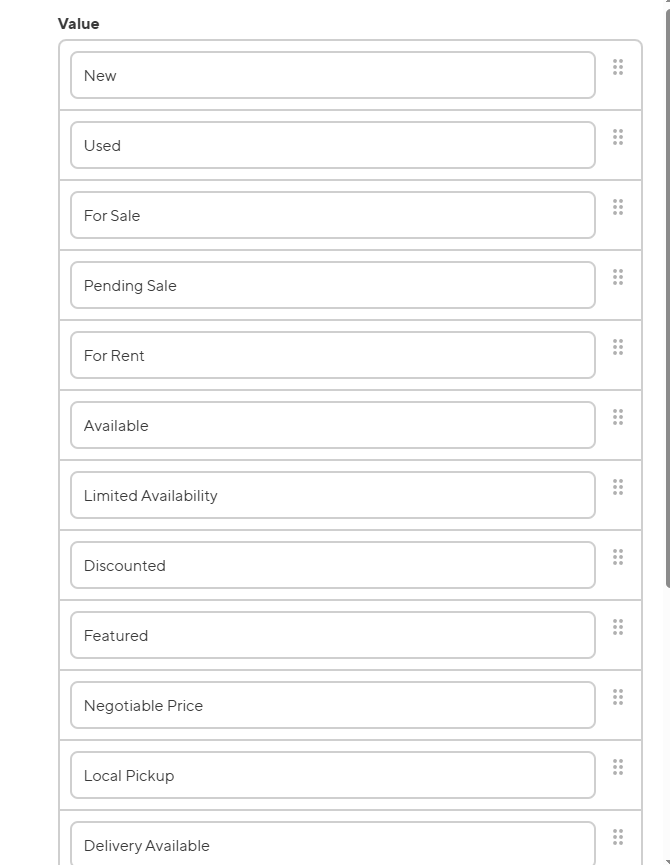 Value
New
Used
For Sale
Pending Sale
For Rent
Available
Limited Availability
Discounted
Featured
Negotiable Price
Local Pickup
Delivery Available